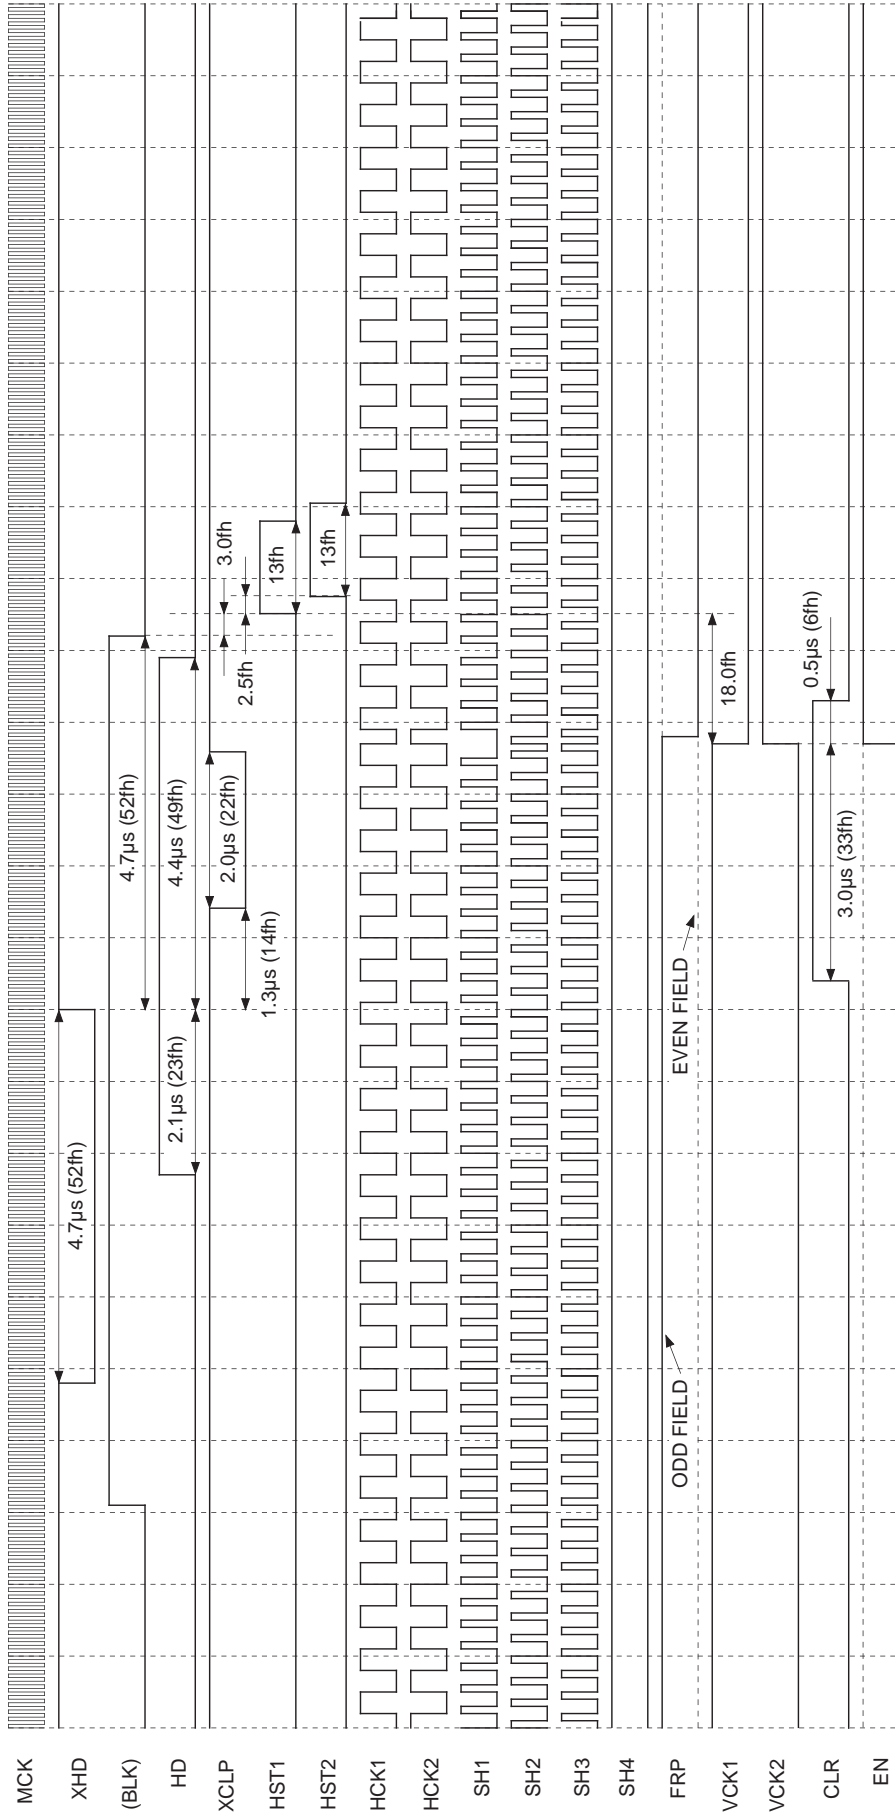 MCK
XHD
4.7µs (52fh)
(BLK)
4.7µs (52fh)
HD
2.1µs (23fh)
4.4µs (49fh)
XCLP
1.3µs (14fh)
2.0µs (22fh)
2.5fh
3.0fh
HST1
13fh
HST2
13fh
HCK1
HCK2
SH1
SH2
SH3
SH4
FRP
ODD FIELD
EVEN FIELD
VCK1
18.0fh
VCK2
CLR
3.0µs (33fh)
0.5µs (6fh)
EN